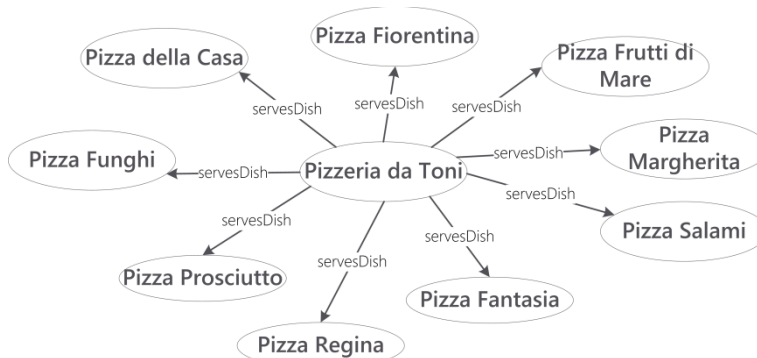 Pizza Fiorentina
Pizza della Casa
Pizza Frutti di
Mare
servesDish
servesDish
servesDish
Pizza
Margherita
servesDish
Pizza Funghi
servesDish
Pizzeria da Toni
servesDish
servesDish
Pizza Salami
servesDish
servesDish
Pizza Prosciutto
Pizza Fantasia
Pizza Regina